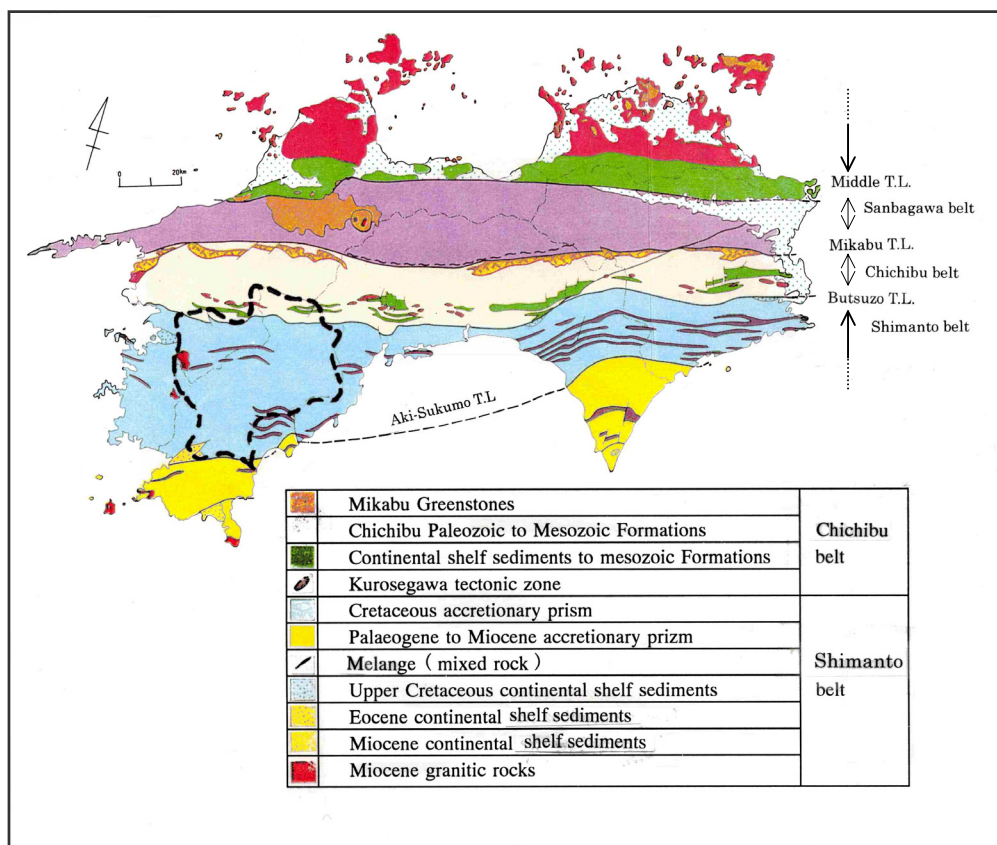 20km
Middle T.L.
Sanbagawa belt
Mikabu T.L.
Chichibu belt
Butsuzo T.L.
Shimanto belt
Aki-Sukumo T.L
Mikabu Greenstones
Chichibu Paleozoic to Mesozoic Formations
Continental shelf sediments to mesozoic Formations
Kurosegawa tectonic zone
Chichibu
belt
Cretaceous accretionary prism
Palaeogene to Miocene accretionary prizm
Melange ( mixed rock )
Upper Cretaceous continental shelf sediments
Eocene continental shelf sediments
Miocene continental shelf sediments
Miocene granitic rocks
Shimanto
belt